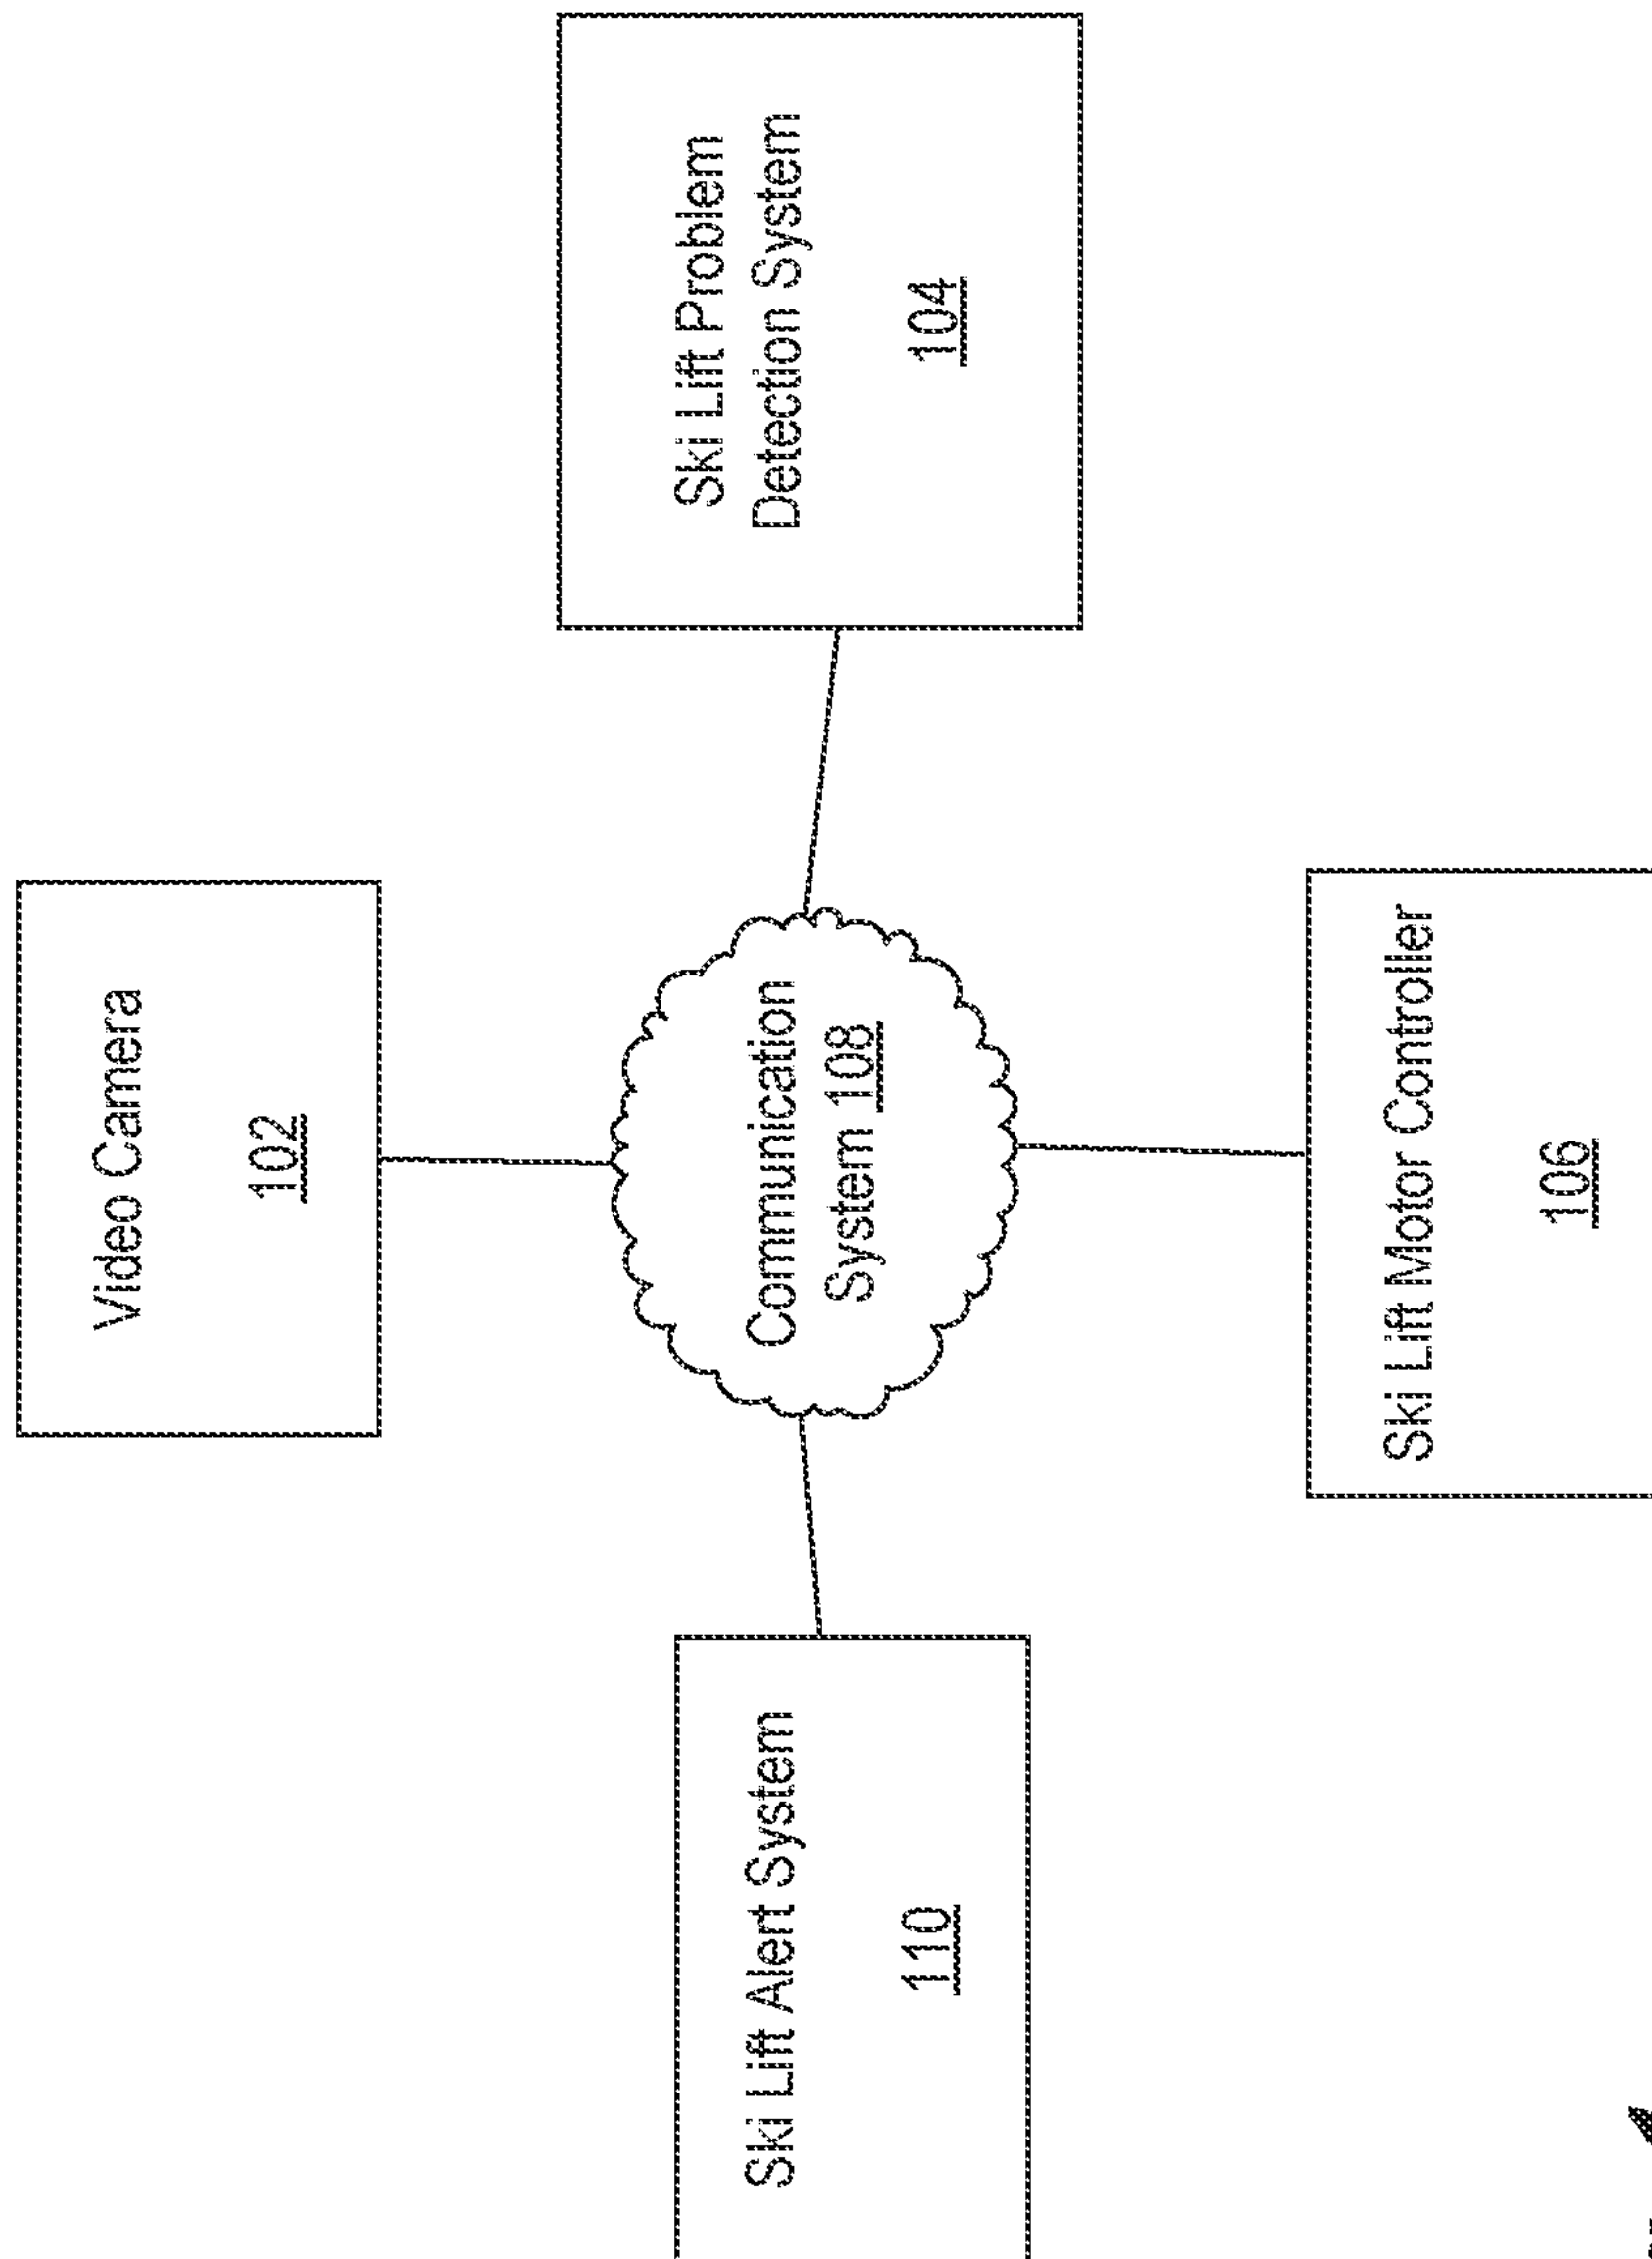 Video Camera
102
Ski Lift Alert System
110
Communication
System 108
Ski Lift Problem
Detection System
104
Ski Lift Motor Controller
106